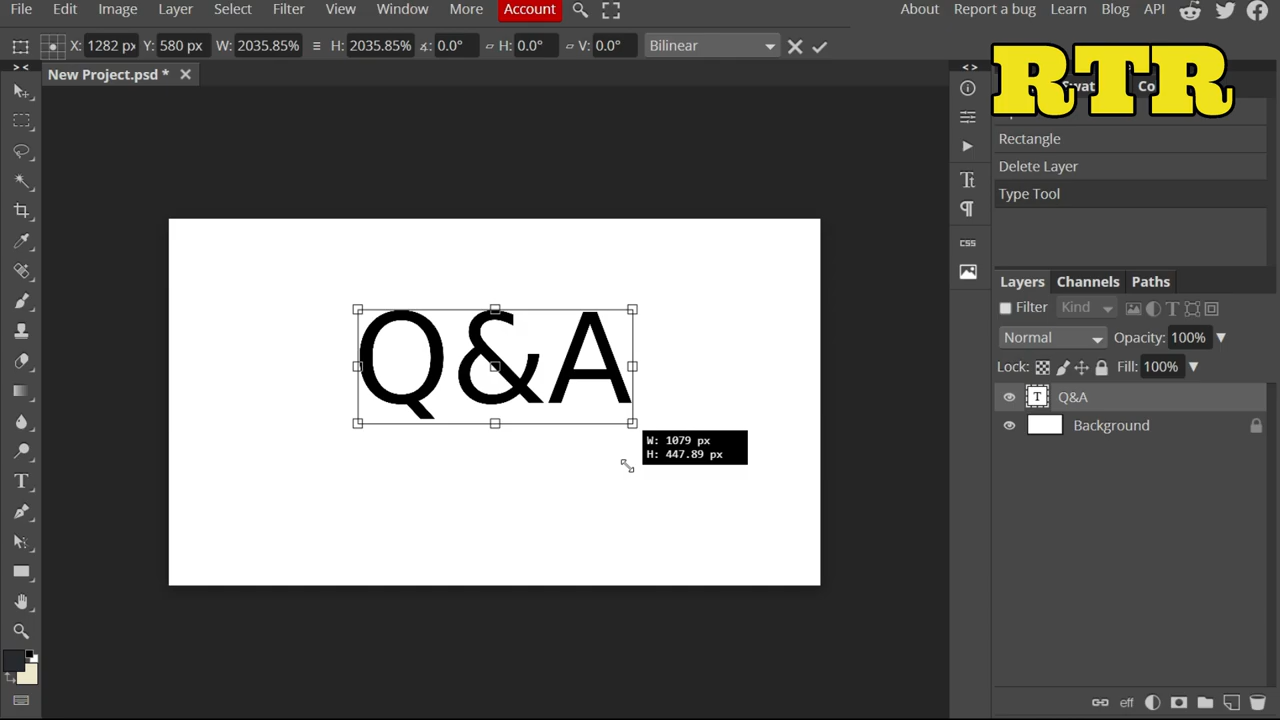 File Edit Image Layer Select Filter View Window More Account About Report a bug Learn Blog API
X: 1282 px Y: 580 px W: 2035.85% H: 2035.85% ∡: 0.0° H: 0.0° V: 0.0° Bilinear
New Project.psd *
RTR
Swat Co
Rectangle
Delete Layer
Type Tool
Layers Channels Paths
Filter Kind
Normal Opacity: 100%
Lock: Fill: 100%
T Q&A
Background
css
eff
Q&A
W: 1079 px
H: 447.89 px